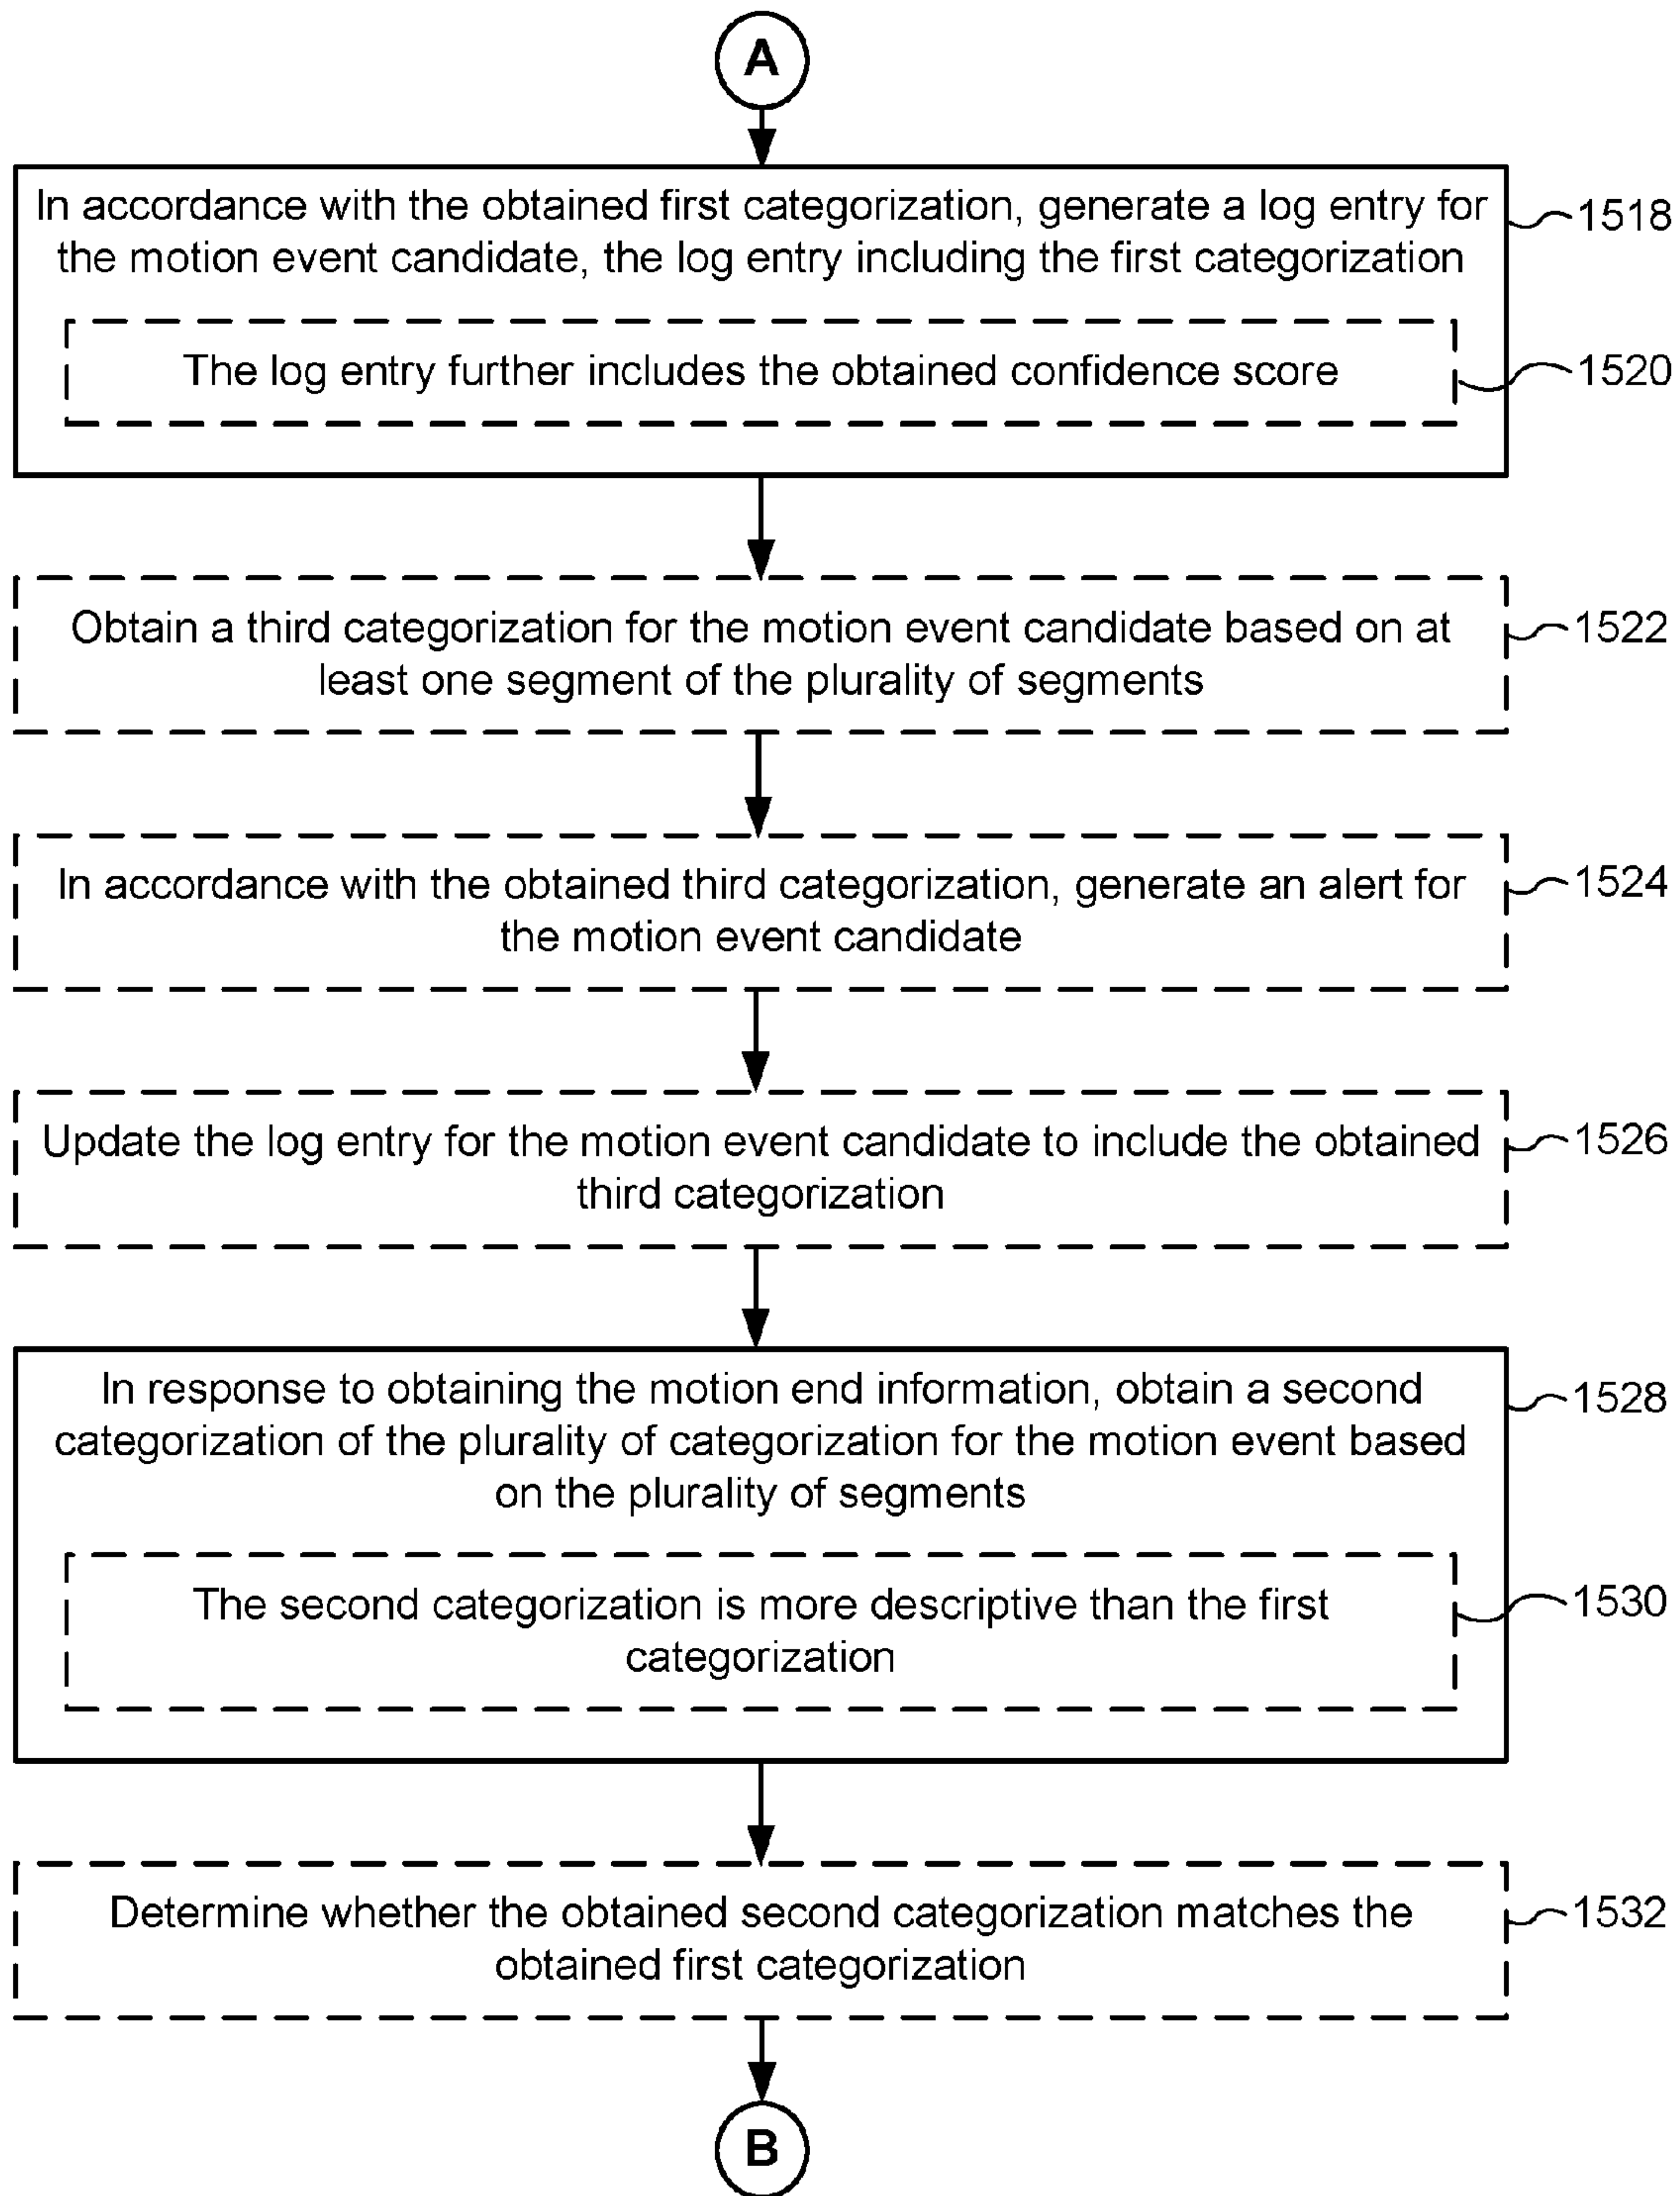 A
In accordance with the obtained first categorization, generate a log entry for
the motion event candidate, the log entry including the first categorization
1518
The log entry further includes the obtained confidence score
1520
Obtain a third categorization for the motion event candidate based on at
least one segment of the plurality of segments
1522
In accordance with the obtained third categorization, generate an alert for
the motion event candidate
1524
Update the log entry for the motion event candidate to include the obtained
third categorization
1526
In response to obtaining the motion end information, obtain a second
categorization of the plurality of categorization for the motion event based
on the plurality of segments
1528
The second categorization is more descriptive than the first
categorization
1530
Determine whether the obtained second categorization matches the
obtained first categorization
1532
B